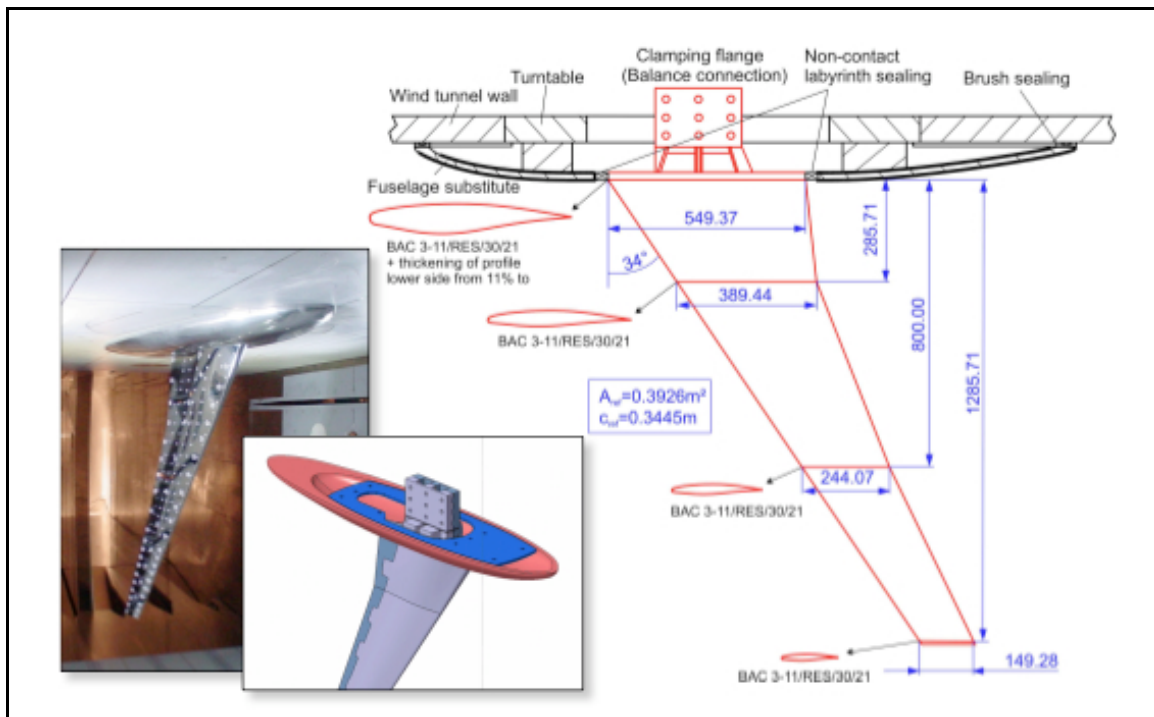 Clamping flange
(Balance connection)
Non-contact
labyrinth sealing
Brush sealing
Turntable
Wind tunnel wall
Fuselage substitute
549.37
285.71
34°
BAC 3-11/RES/30/21
+ thickening of profile
lower side from 11% to
389.44
BAC 3-11/RES/30/21
800.00
1285.71
A_ref=0.3926m²
c_ref=0.3445m
244.07
BAC 3-11/RES/30/21
149.28
BAC 3-11/RES/30/21